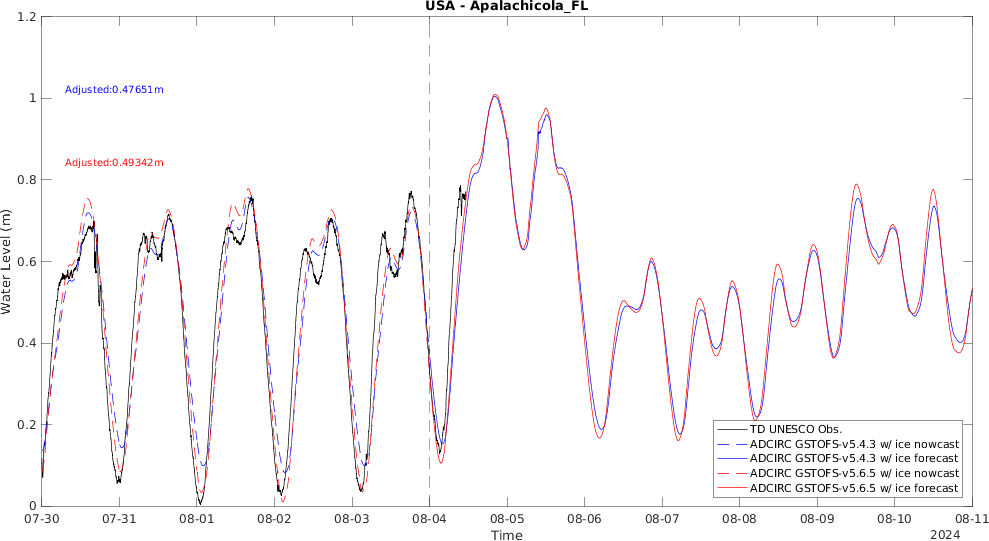 USA - Apalachicola_FL
1.2
1
0.8
0.6
0.4
0.2
0
Water Level (m)
Adjusted:0.47651m
Adjusted:0.49342m
TD UNESCO Obs.
ADCIRC GSTOFS-v5.4.3 w/ ice nowcast
ADCIRC GSTOFS-v5.4.3 w/ ice forecast
ADCIRC GSTOFS-v5.6.5 w/ ice nowcast
ADCIRC GSTOFS-v5.6.5 w/ ice forecast
07-30 07-31 08-01 08-02 08-03 08-04 08-05 08-06 08-07 08-08 08-09 08-10 08-11
Time
2024